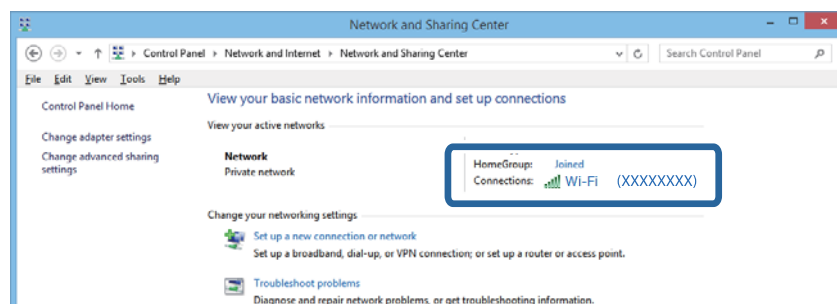 Network and Sharing Center
Control Panel Network and Internet Network and Sharing Center Search Control Panel
File Edit View Tools Help
Control Panel Home
View your basic network information and set up connections
View your active networks
Change adapter settings
Change advanced sharing settings
Network
Private network
HomeGroup: Joined
Connections: Wi-Fi (XXXXXXXX)
Change your networking settings
Set up a new connection or network
Set up a broadband, dial-up, or VPN connection; or set up a router or access point.
Troubleshoot problems
Diagnose and repair network problems, or get troubleshooting information.